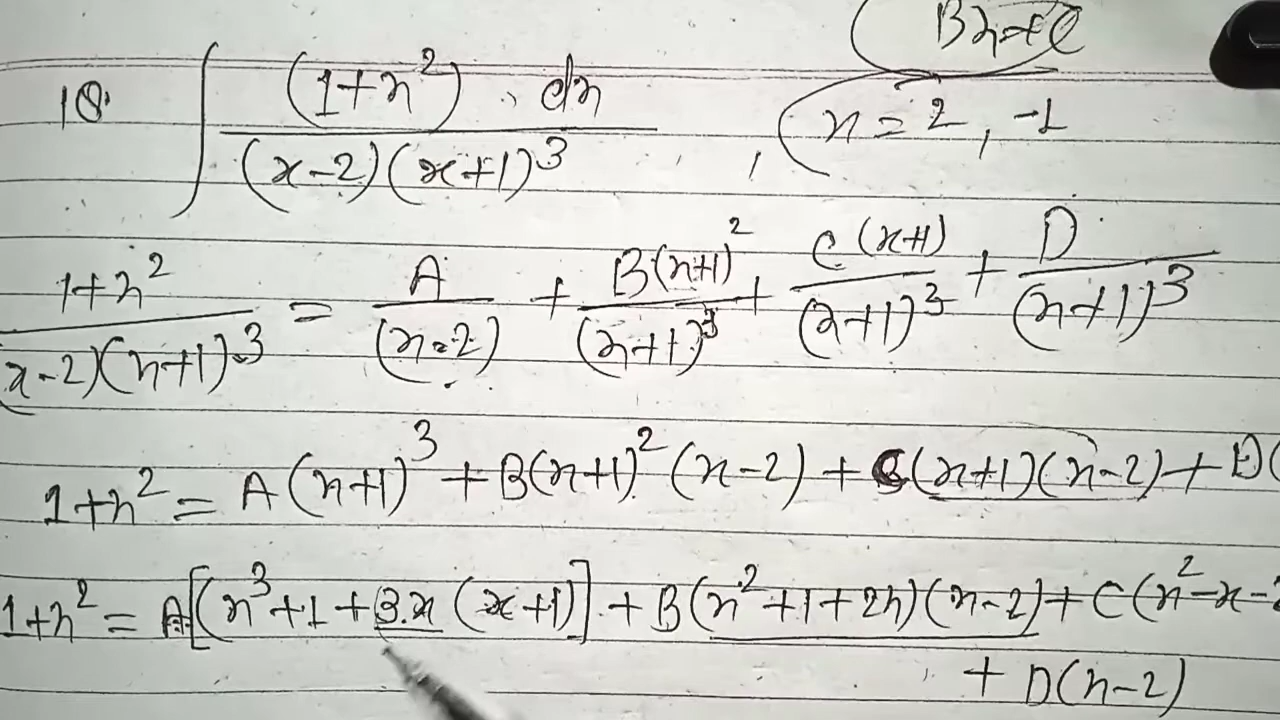 Bx+C
18. ∫ (1+x²) . dx / (x-2)(x+1)³ , ( x = 2, -1
1+x² / (x-2)(x+1)³ = A / (x-2) + B(x+1)² / (x+1)³ + C(x+1) / (x+1)³ + D / (x+1)³
1+x² = A(x+1)³ + B(x+1)²(x-2) + C(x+1)(x-2) + D(
1+x² = A[(x³+1+3.x(x+1)] + B(x²+1+2x)(x-2) + C(x²-x-2
+ D(x-2)